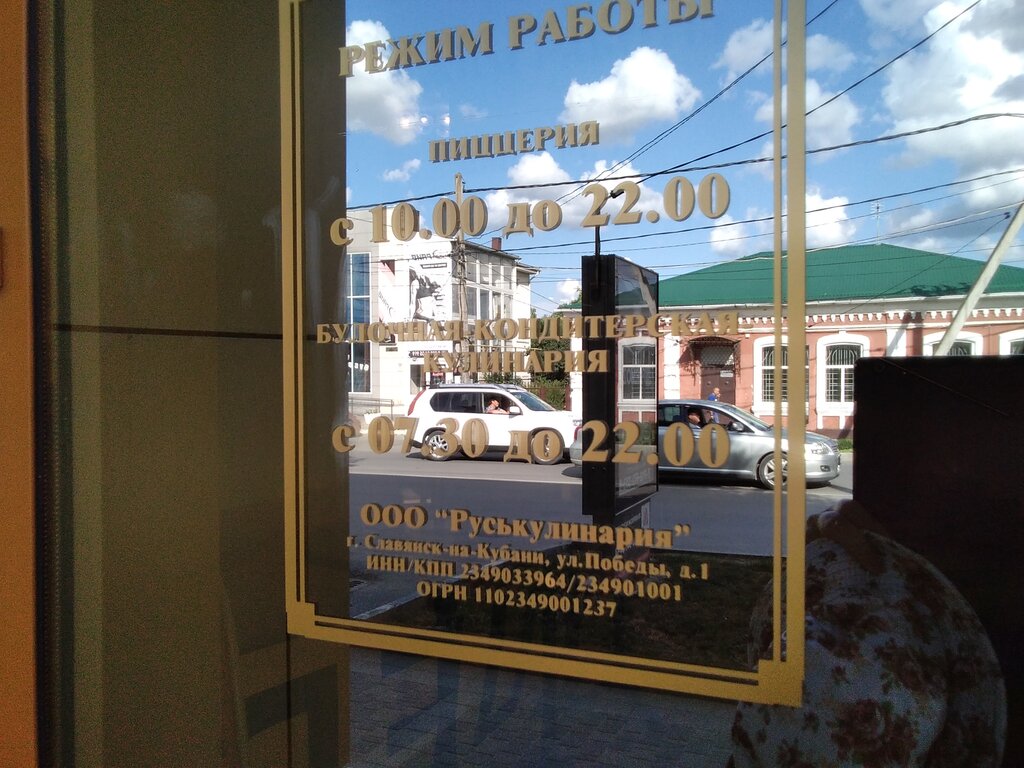 РЕЖИМ РАБОТЫ
ПИЦЦЕРИЯ
с 10.00 до 22.00
БУЛОЧНАЯ-КОНДИТЕРСКАЯ
КУЛИНАРИЯ
с 07.30 до 22.00
ООО “Руськулинария”
г. Славянск-на-Кубани, ул.Победы, д.1
ИНН/КПП 2349033964/234901001
ОГРН 1102349001237